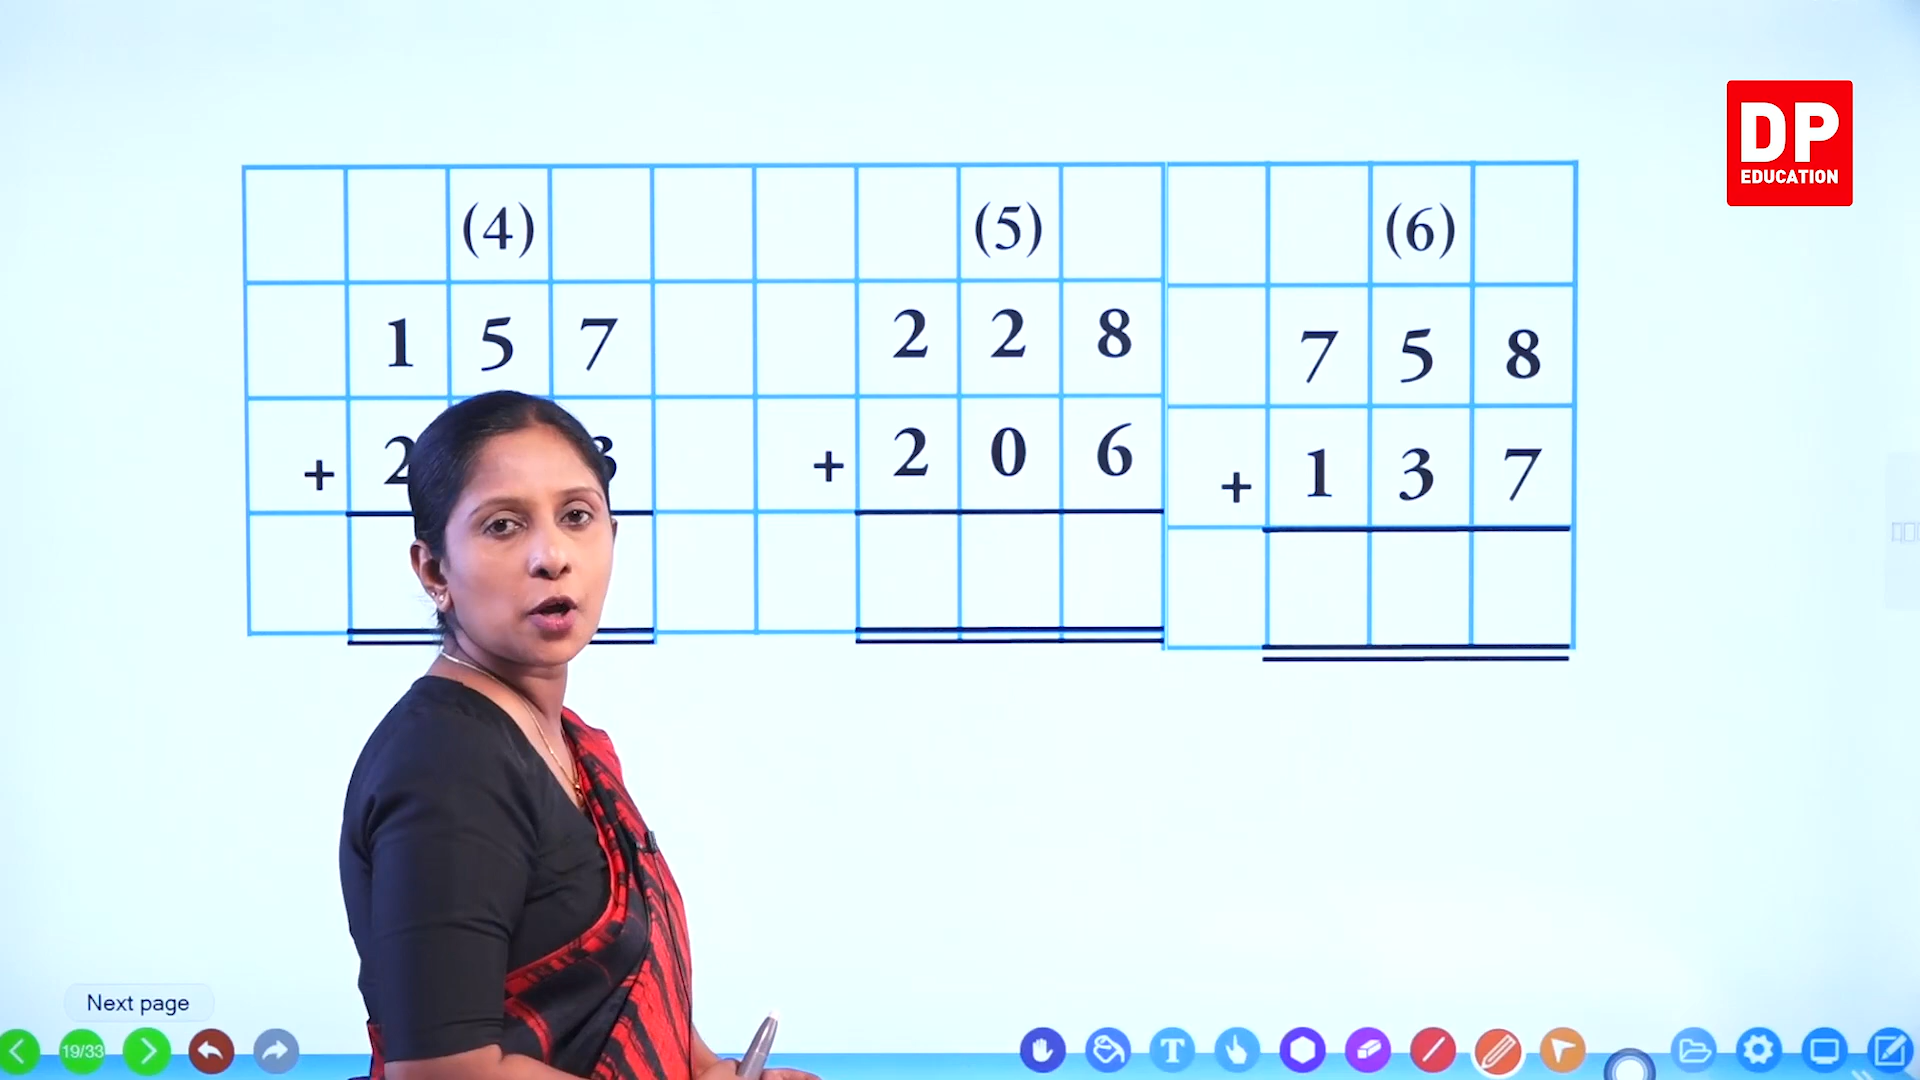 DP
EDUCATION
(4) (5) (6)
1 5 7 2 2 8 7 5 8
+ 2 3 + 2 0 6 + 1 3 7
Next page
19/33
T